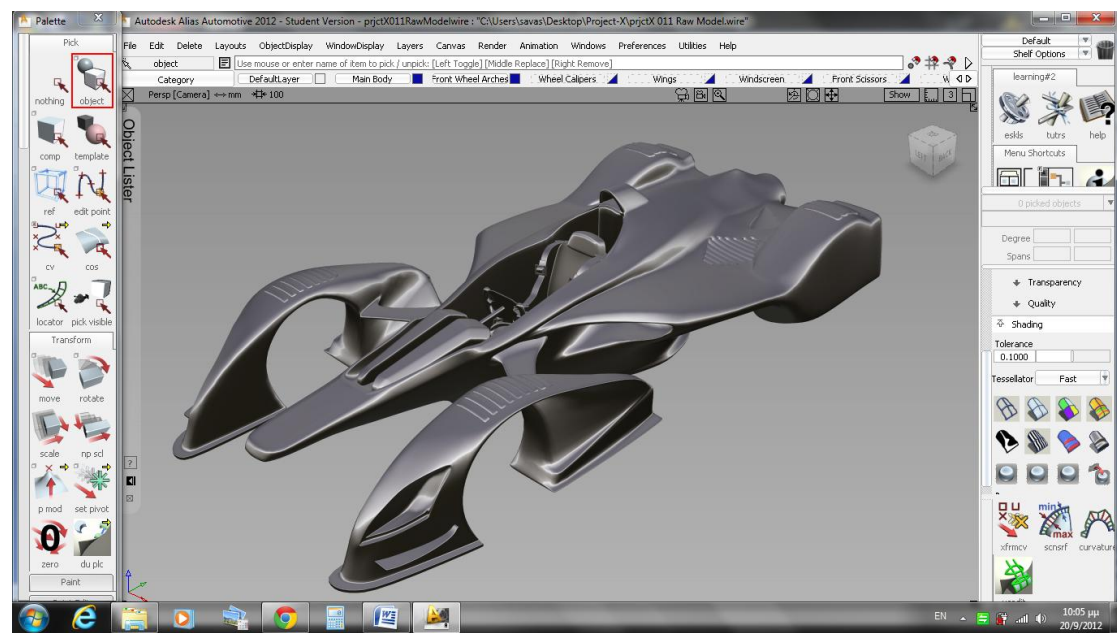 Palette
Autodesk Alias Automotive 2012 - Student Version - prjctX011RawModelwire : "C:\Users\savas\Desktop\Project-X\prjctX 011 Raw Model.wire"
Pick
File Edit Delete Layouts ObjectDisplay WindowDisplay Layers Canvas Render Animation Windows Preferences Utilities Help
Default
Shelf Options
object
Use mouse or enter name of item to pick / unpick: [Left Toggle] [Middle Replace] [Right Remove]
Category DefaultLayer Main Body Front Wheel Arches Wheel Calipers Wings Windscreen Front Scissors
Persp [Camera] mm 100
Show
3
Object Lister
nothing object
comp template
ref edit point
cv cos
ABC
locator pick visible
Transform
move rotate
scale np scl
p mod set pivot
0
zero du plc
Paint
learning#2
eskls tutrs help
Menu Shortcuts
0 picked objects
Degree
Spans
Transparency
Quality
Shading
Tolerance
0.1000
Tessellator Fast
min
max
xfrmcv scnsrf curvature
EN
10:05 μμ
20/9/2012